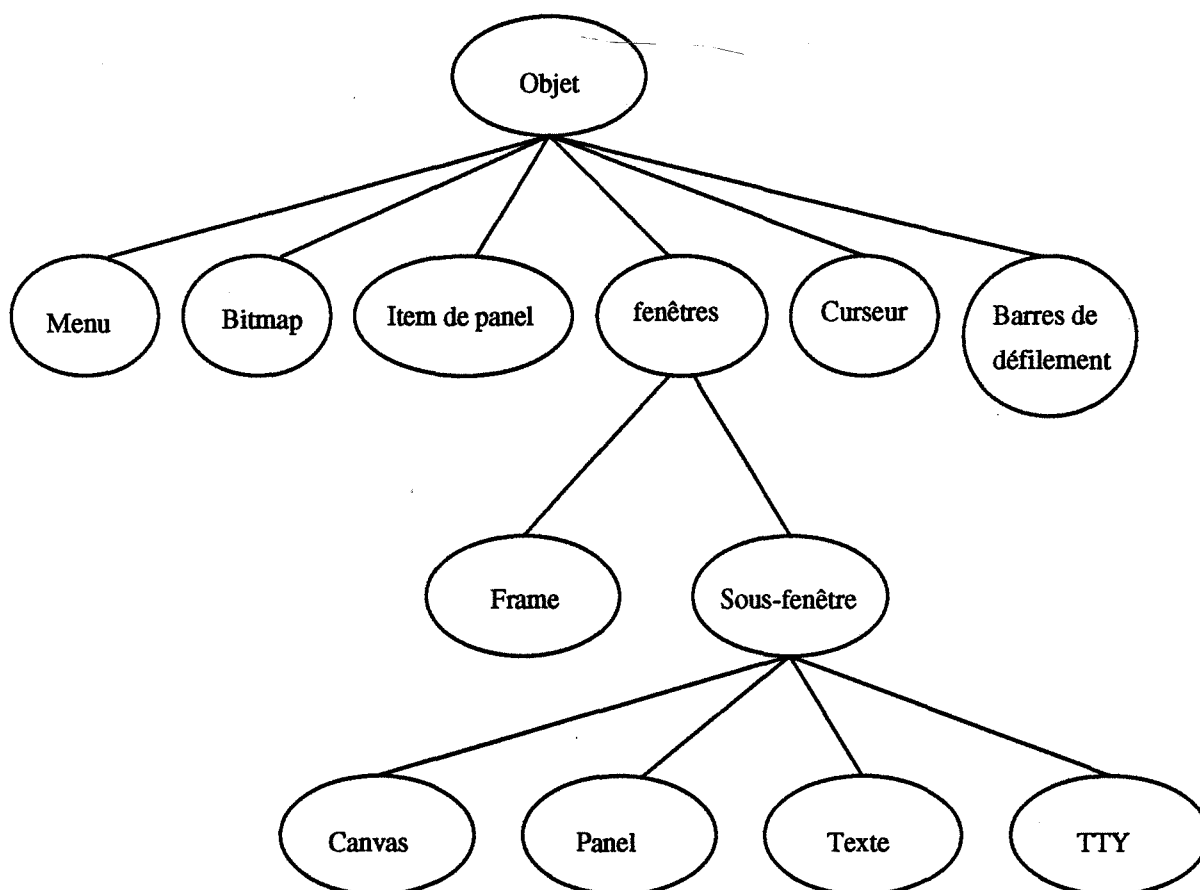 Objet
Menu
Bitmap
Item de panel
fenêtres
Curseur
Barres de
défilement
Frame
Sous-fenêtre
Canvas
Panel
Texte
TTY